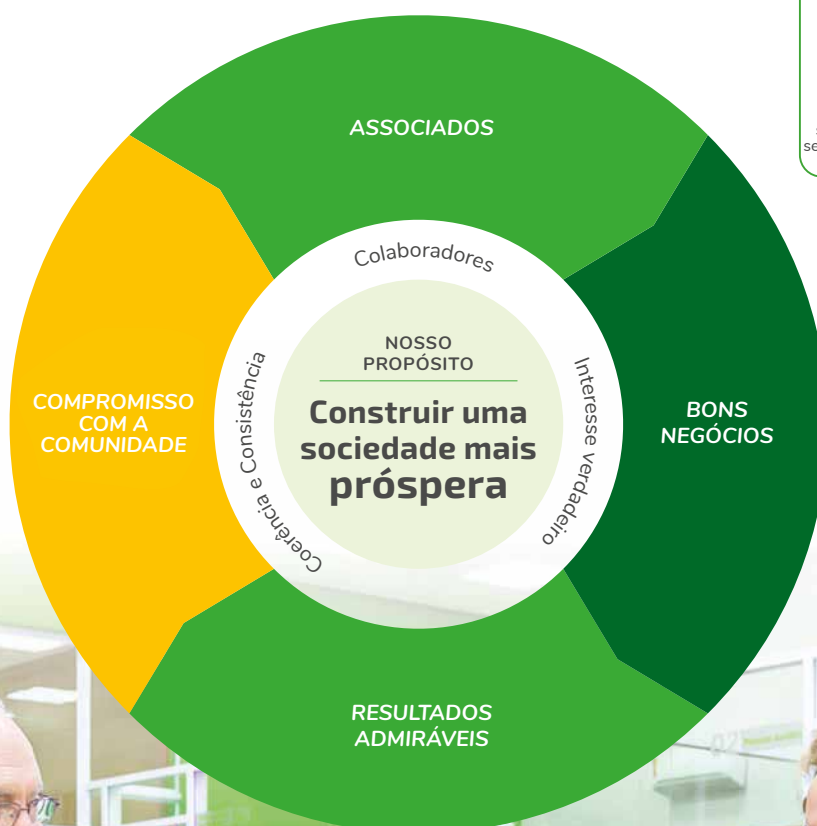 ASSOCIADOS
Colaboradores
NOSSO
PROPÓSITO
Construir uma
sociedade mais
próspera
Interesse verdadeiro
Coerência e Consistência
COMPROMISSO
COM A
COMUNIDADE
BONS
NEGÓCIOS
RESULTADOS
ADMIRÁVEIS